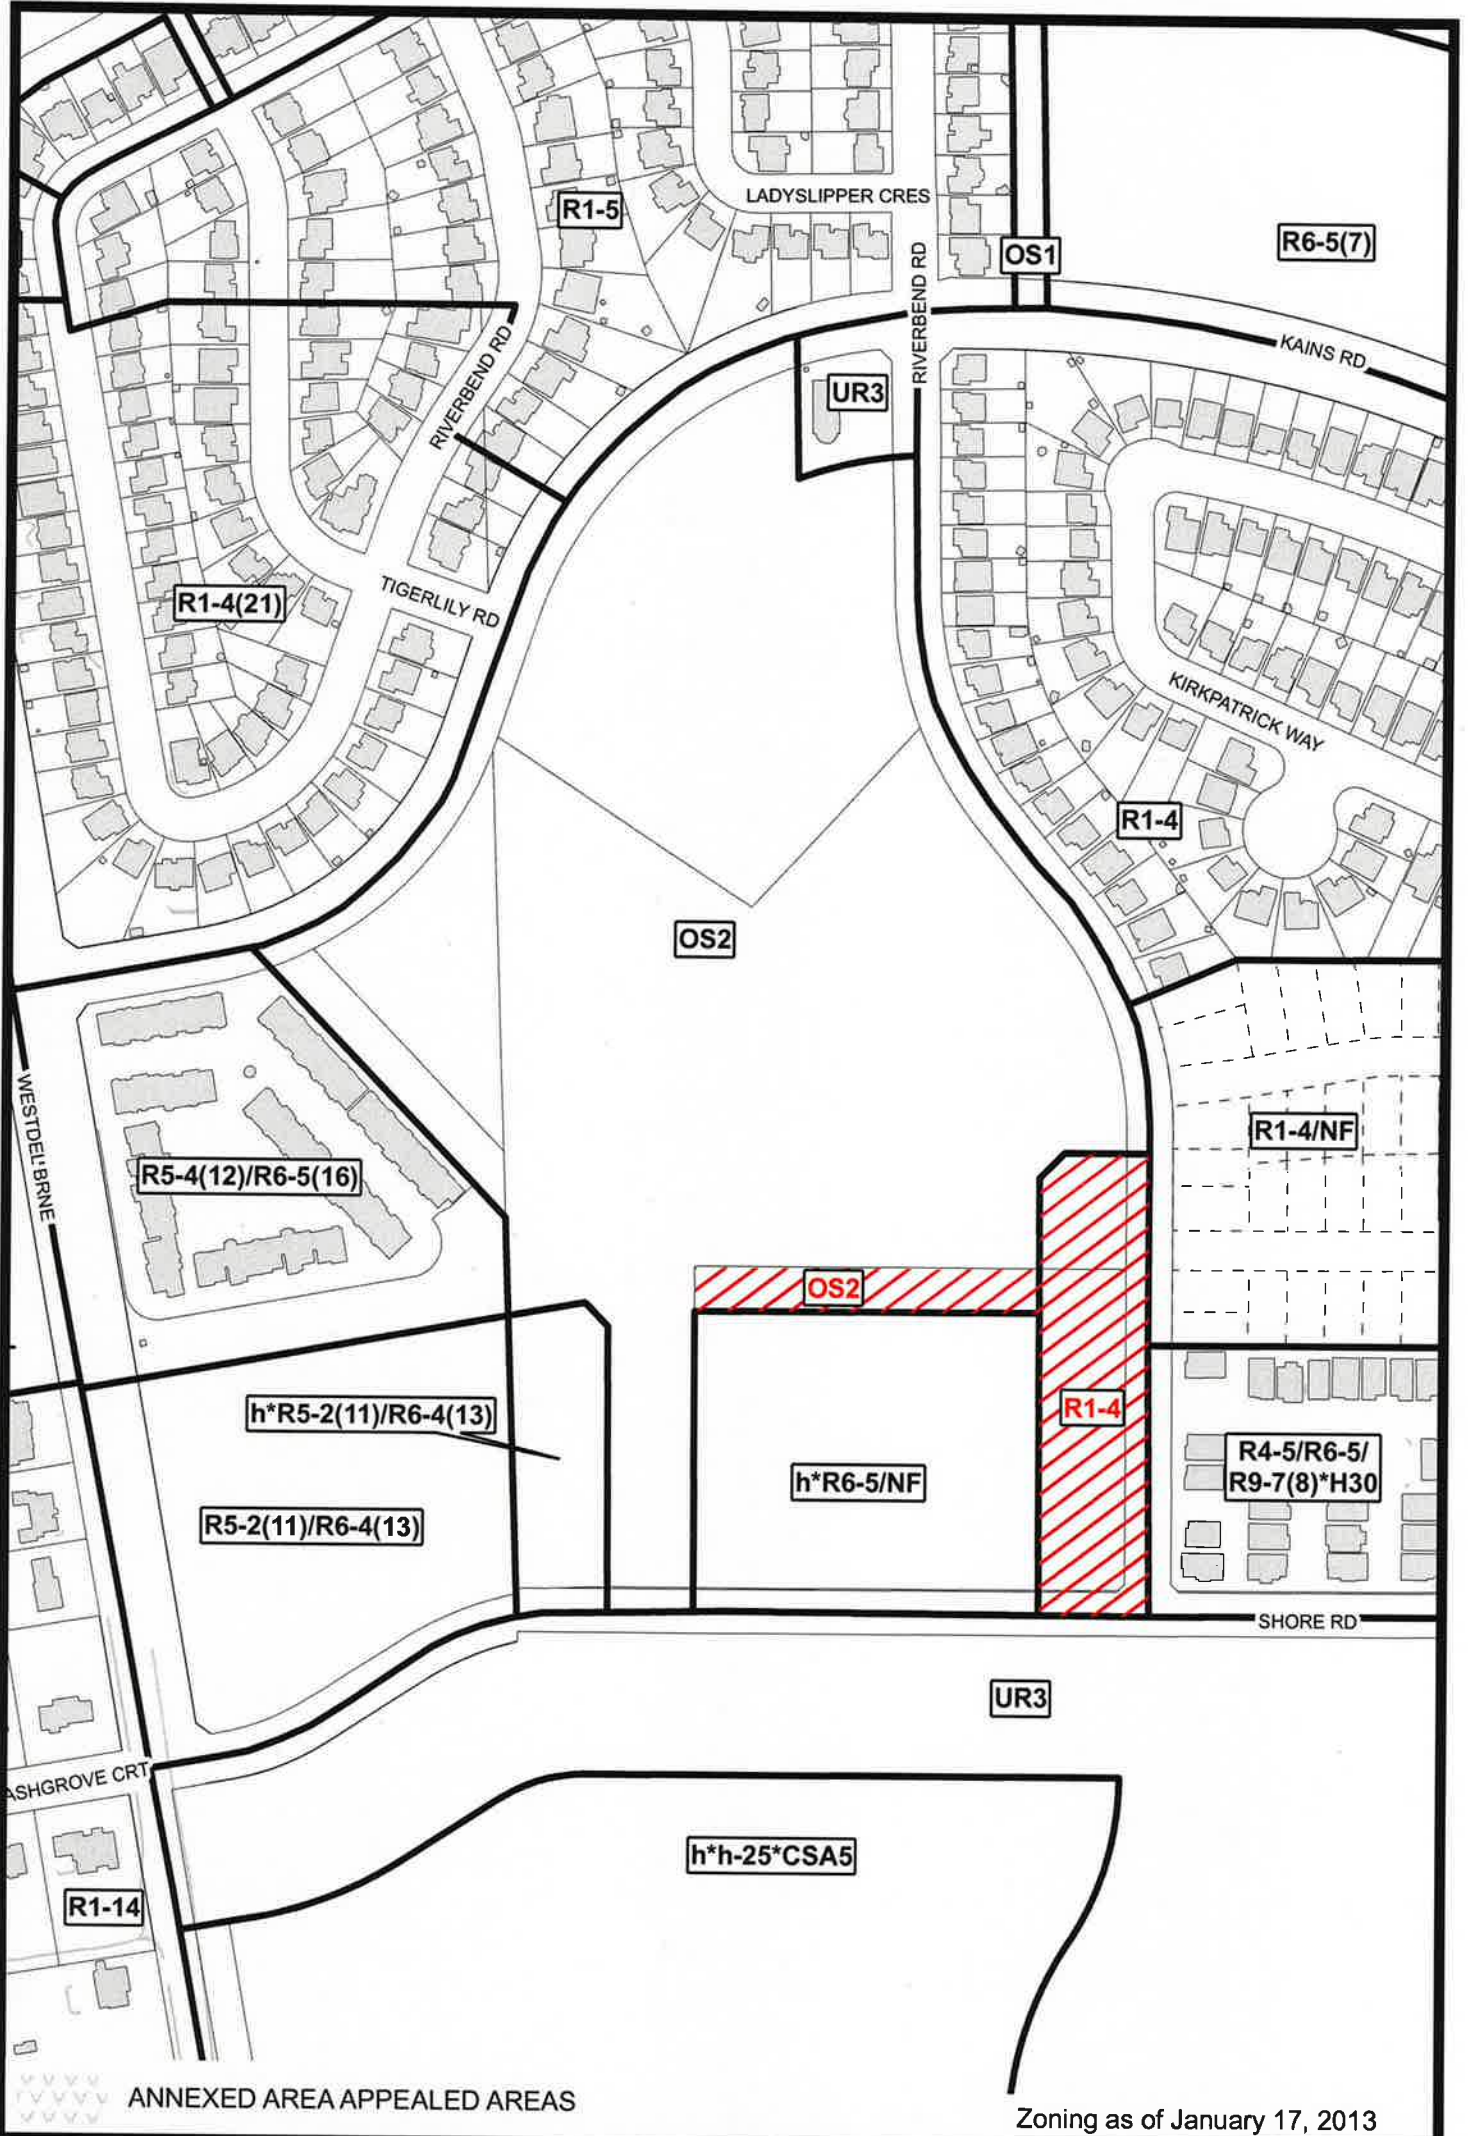 LADYSLIPPER CRES
R1-5
OS1
R6-5(7)
RIVERBEND RD
KAINS RD
RIVERBEND RD
UR3
R1-4(21)
TIGERLILY RD
KIRKPATRICK WAY
R1-4
OS2
WESTDEL BRNE
R1-4/NF
R5-4(12)/R6-5(16)
OS2
h*R5-2(11)/R6-4(13)
R1-4
R4-5/R6-5/
R9-7(8)*H30
h*R6-5/NF
R5-2(11)/R6-4(13)
SHORE RD
UR3
ASHGROVE CRT
h*h-25*CSA5
R1-14
ANNEXED AREA APPEALED AREAS
Zoning as of January 17, 2013